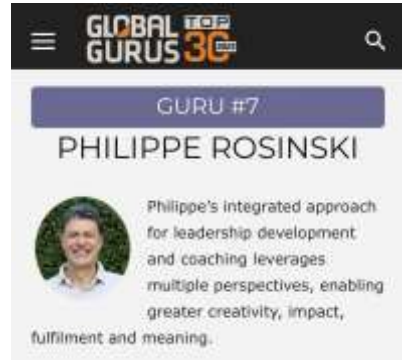 GLOBAL TOP
GURUS 30
GURU #7
PHILIPPE ROSINSKI
Philippe's integrated approach
for leadership development
and coaching leverages
multiple perspectives, enabling
greater creativity, impact,
fulfilment and meaning.